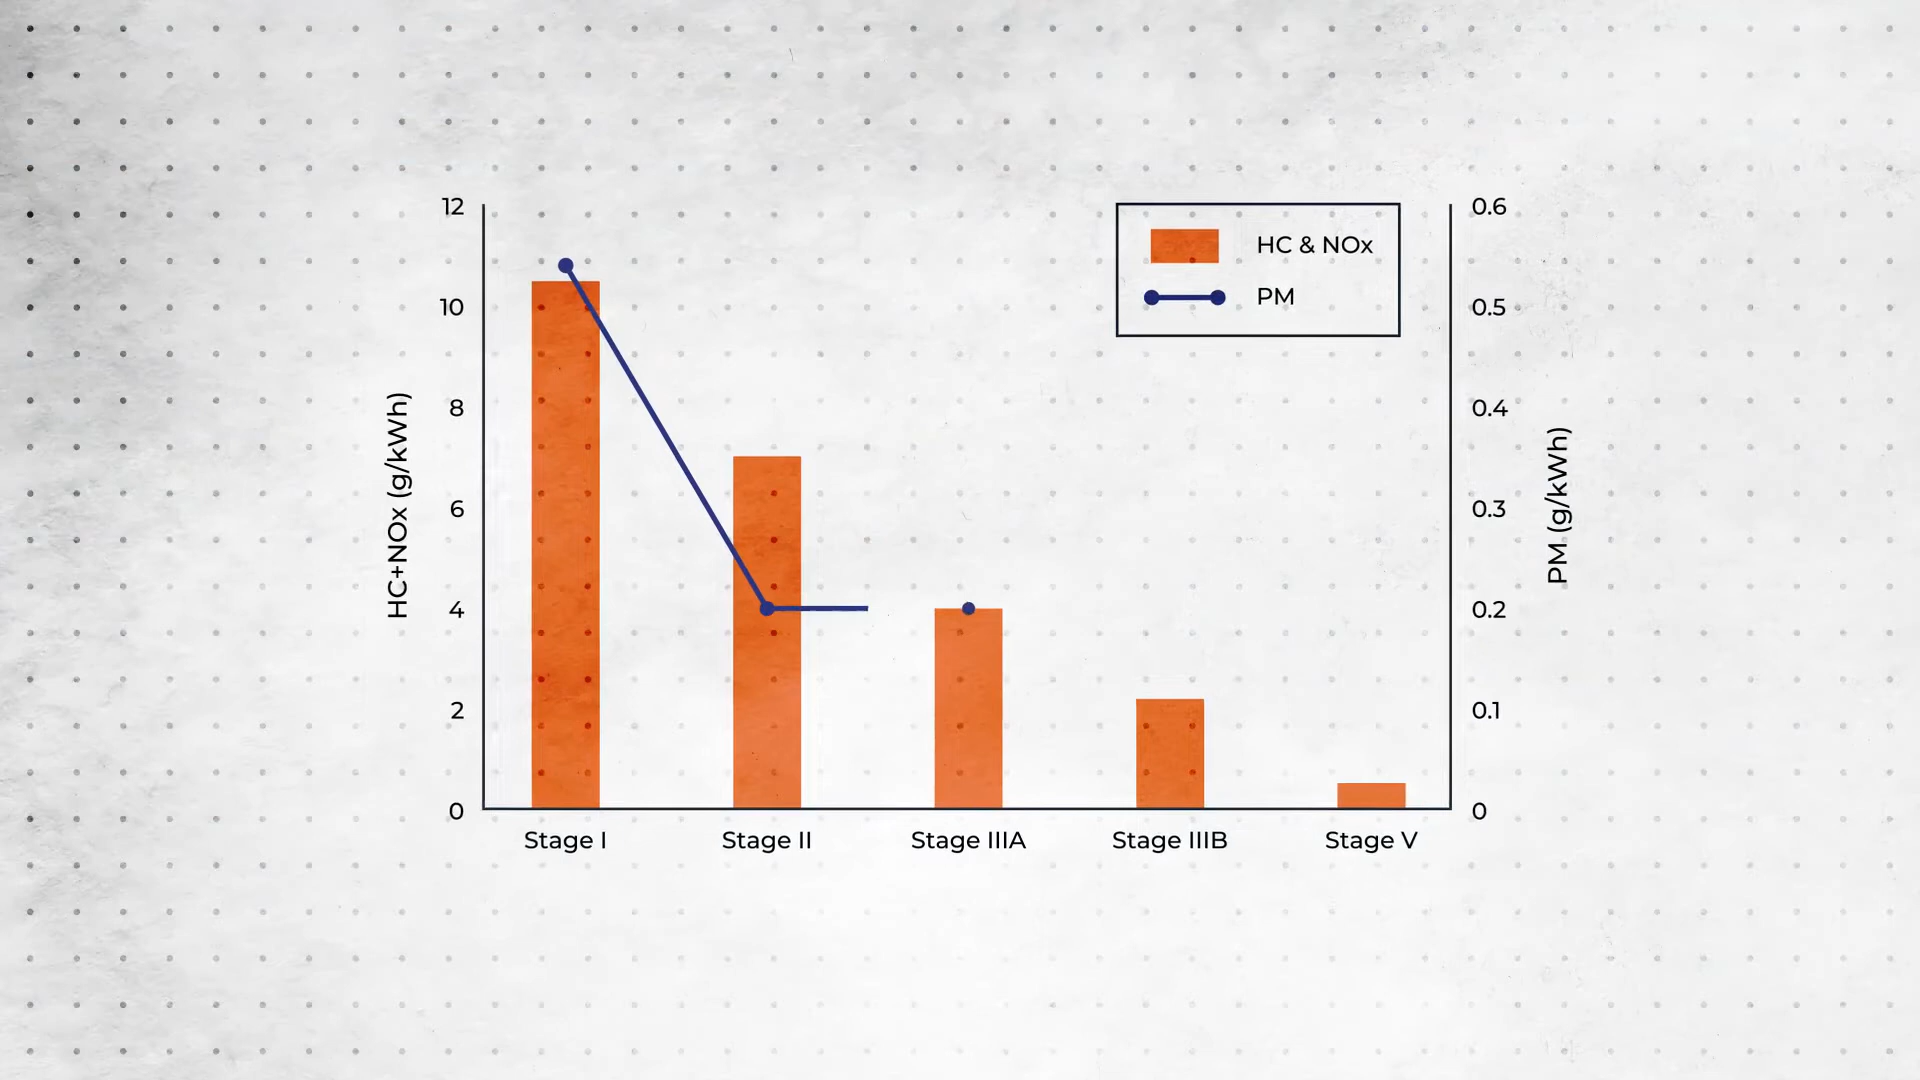 HC & NOx
PM
HC+NOx (g/kWh)
12
10
8
6
4
2
0
0.6
0.5
0.4
0.3
0.2
0.1
0
PM (g/kWh)
Stage I
Stage II
Stage IIIA
Stage IIIB
Stage V